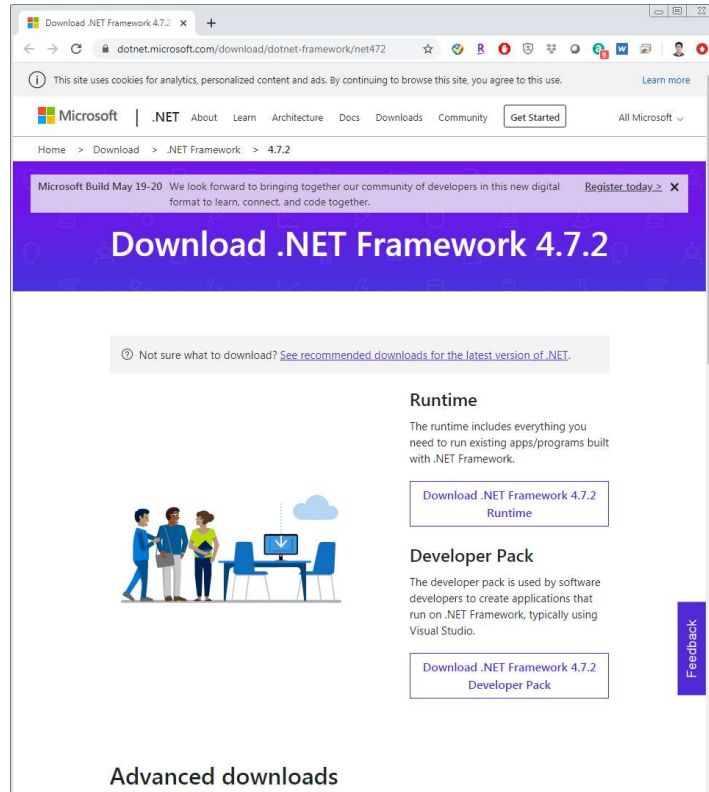 Download .NET Framework 4.7.2
dotnet.microsoft.com/download/dotnet-framework/net472
This site uses cookies for analytics, personalized content and ads. By continuing to browse this site, you agree to this use.
Learn more
Microsoft | .NET About Learn Architecture Docs Downloads Community Get Started All Microsoft
Home > Download > .NET Framework > 4.7.2
Microsoft Build May 19-20 We look forward to bringing together our community of developers in this new digital Register today >
format to learn, connect, and code together.
Download .NET Framework 4.7.2
Not sure what to download? See recommended downloads for the latest version of .NET.
Runtime
The runtime includes everything you
need to run existing apps/programs built
with .NET Framework.
Download .NET Framework 4.7.2
Runtime
Developer Pack
The developer pack is used by software
developers to create applications that
run on .NET Framework, typically using
Visual Studio.
Download .NET Framework 4.7.2
Developer Pack
Feedback
Advanced downloads